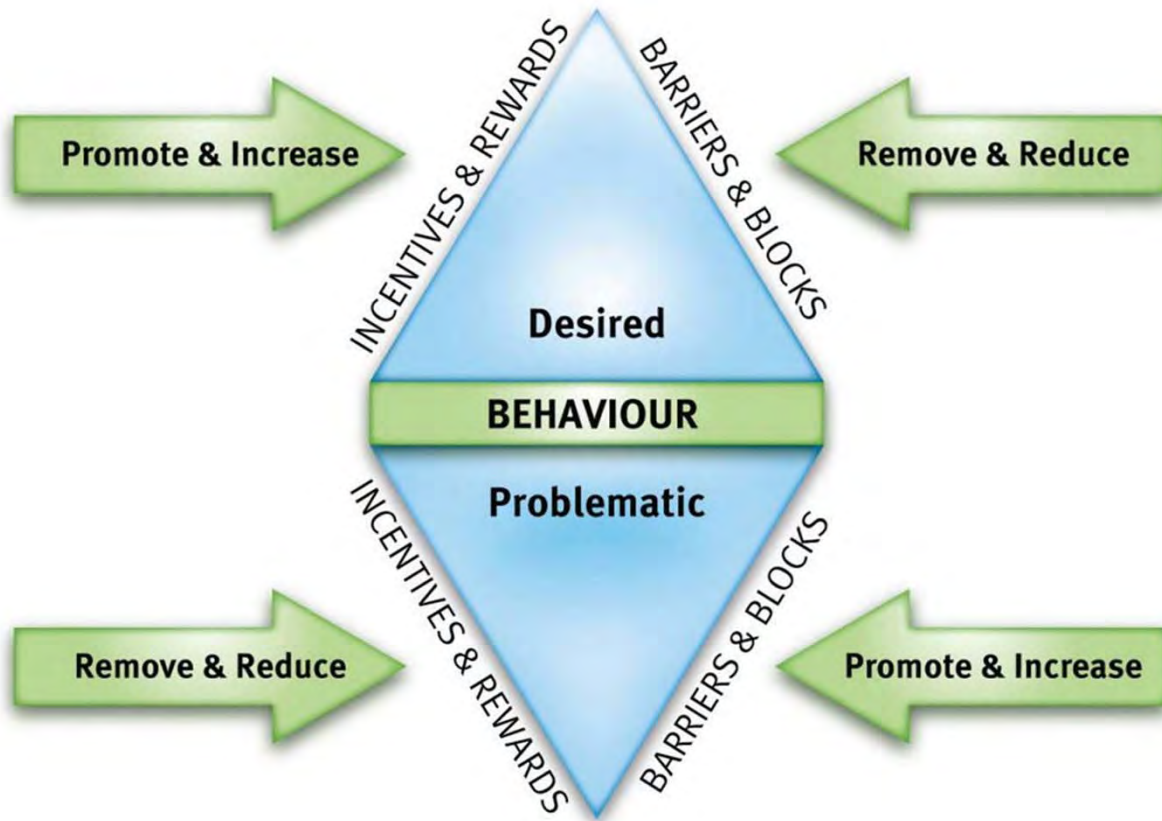 INCENTIVES & REWARDS
BARRIERS & BLOCKS
Promote & Increase
Remove & Reduce
Desired
BEHAVIOUR
Problematic
INCENTIVES & REWARDS
BARRIERS & BLOCKS
Remove & Reduce
Promote & Increase